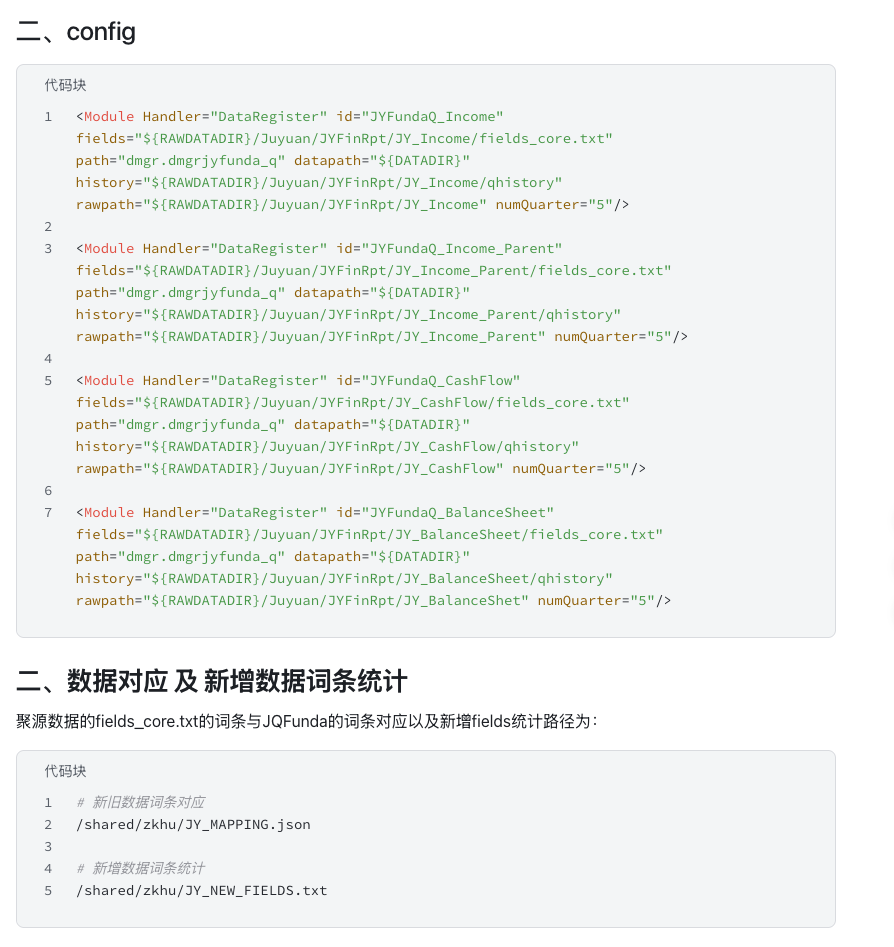 二、config
代码块
1 <Module Handler="DataRegister" id="JYFundaQ_Income"
fields="${RAWDATADIR}/Juyuan/JYFinRpt/JY_Income/fields_core.txt"
path="dmgr.dmgrjyfunda_q" datapath="${DATADIR}"
history="${RAWDATADIR}/Juyuan/JYFinRpt/JY_Income/qhistory"
rawpath="${RAWDATADIR}/Juyuan/JYFinRpt/JY_Income" numQuarter="5"/>
2
3 <Module Handler="DataRegister" id="JYFundaQ_Income_Parent"
fields="${RAWDATADIR}/Juyuan/JYFinRpt/JY_Income_Parent/fields_core.txt"
path="dmgr.dmgrjyfunda_q" datapath="${DATADIR}"
history="${RAWDATADIR}/Juyuan/JYFinRpt/JY_Income_Parent/qhistory"
rawpath="${RAWDATADIR}/Juyuan/JYFinRpt/JY_Income_Parent" numQuarter="5"/>
4
5 <Module Handler="DataRegister" id="JYFundaQ_CashFlow"
fields="${RAWDATADIR}/Juyuan/JYFinRpt/JY_CashFlow/fields_core.txt"
path="dmgr.dmgrjyfunda_q" datapath="${DATADIR}"
history="${RAWDATADIR}/Juyuan/JYFinRpt/JY_CashFlow/qhistory"
rawpath="${RAWDATADIR}/Juyuan/JYFinRpt/JY_CashFlow" numQuarter="5"/>
6
7 <Module Handler="DataRegister" id="JYFundaQ_BalanceSheet"
fields="${RAWDATADIR}/Juyuan/JYFinRpt/JY_BalanceSheet/fields_core.txt"
path="dmgr.dmgrjyfunda_q" datapath="${DATADIR}"
history="${RAWDATADIR}/Juyuan/JYFinRpt/JY_BalanceSheet/qhistory"
rawpath="${RAWDATADIR}/Juyuan/JYFinRpt/JY_BalanceShet" numQuarter="5"/>
二、数据对应 及 新增数据词条统计
聚源数据的fields_core.txt的词条与JQFunda的词条对应以及新增fields统计路径为：
代码块
1 # 新旧数据词条对应
2 /shared/zkhu/JY_MAPPING.json
3
4 # 新增数据词条统计
5 /shared/zkhu/JY_NEW_FIELDS.txt